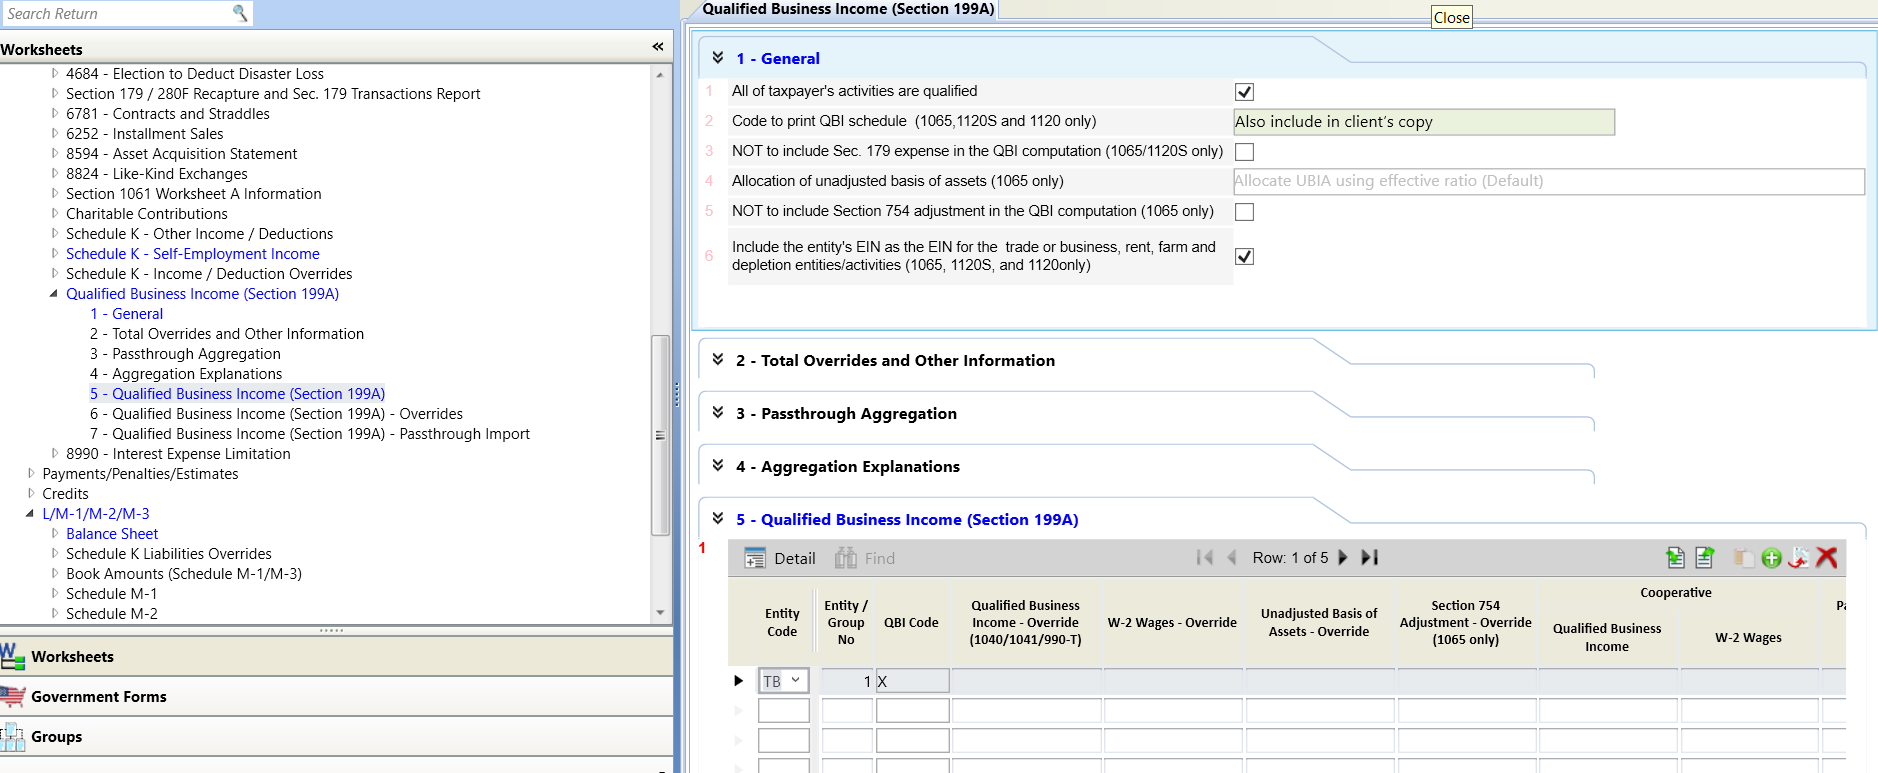 Search Return
Worksheets
4684 - Election to Deduct Disaster Loss
Section 179 / 280F Recapture and Sec. 179 Transactions Report
6781 - Contracts and Straddles
6252 - Installment Sales
8594 - Asset Acquisition Statement
8824 - Like-Kind Exchanges
Section 1061 Worksheet A Information
Charitable Contributions
Schedule K - Other Income / Deductions
Schedule K - Self-Employment Income
Schedule K - Income / Deduction Overrides
Qualified Business Income (Section 199A)
1 - General
2 - Total Overrides and Other Information
3 - Passthrough Aggregation
4 - Aggregation Explanations
5 - Qualified Business Income (Section 199A)
6 - Qualified Business Income (Section 199A) - Overrides
7 - Qualified Business Income (Section 199A) - Passthrough Import
8990 - Interest Expense Limitation
Payments/Penalties/Estimates
Credits
L/M-1/M-2/M-3
Balance Sheet
Schedule K Liabilities Overrides
Book Amounts (Schedule M-1/M-3)
Schedule M-1
Schedule M-2
Worksheets
Government Forms
Groups
Qualified Business Income (Section 199A)
Close
1 - General
1 All of taxpayer's activities are qualified
2 Code to print QBI schedule (1065,1120S and 1120 only) Also include in client's copy
3 NOT to include Sec. 179 expense in the QBI computation (1065/1120S only)
4 Allocation of unadjusted basis of assets (1065 only) Allocate UBIA using effective ratio (Default)
5 NOT to include Section 754 adjustment in the QBI computation (1065 only)
6 Include the entity's EIN as the EIN for the trade or business, rent, farm and
depletion entities/activities (1065, 1120S, and 1120only)
2 - Total Overrides and Other Information
3 - Passthrough Aggregation
4 - Aggregation Explanations
5 - Qualified Business Income (Section 199A)
1
Detail Find Row: 1 of 5
Entity
Code
Entity /
Group
No
QBI Code
Qualified Business
Income - Override
(1040/1041/990-T)
W-2 Wages - Override
Unadjusted Basis of
Assets - Override
Section 754
Adjustment - Override
(1065 only)
Cooperative
Qualified Business
Income
W-2 Wages
Pa
TB 1 X